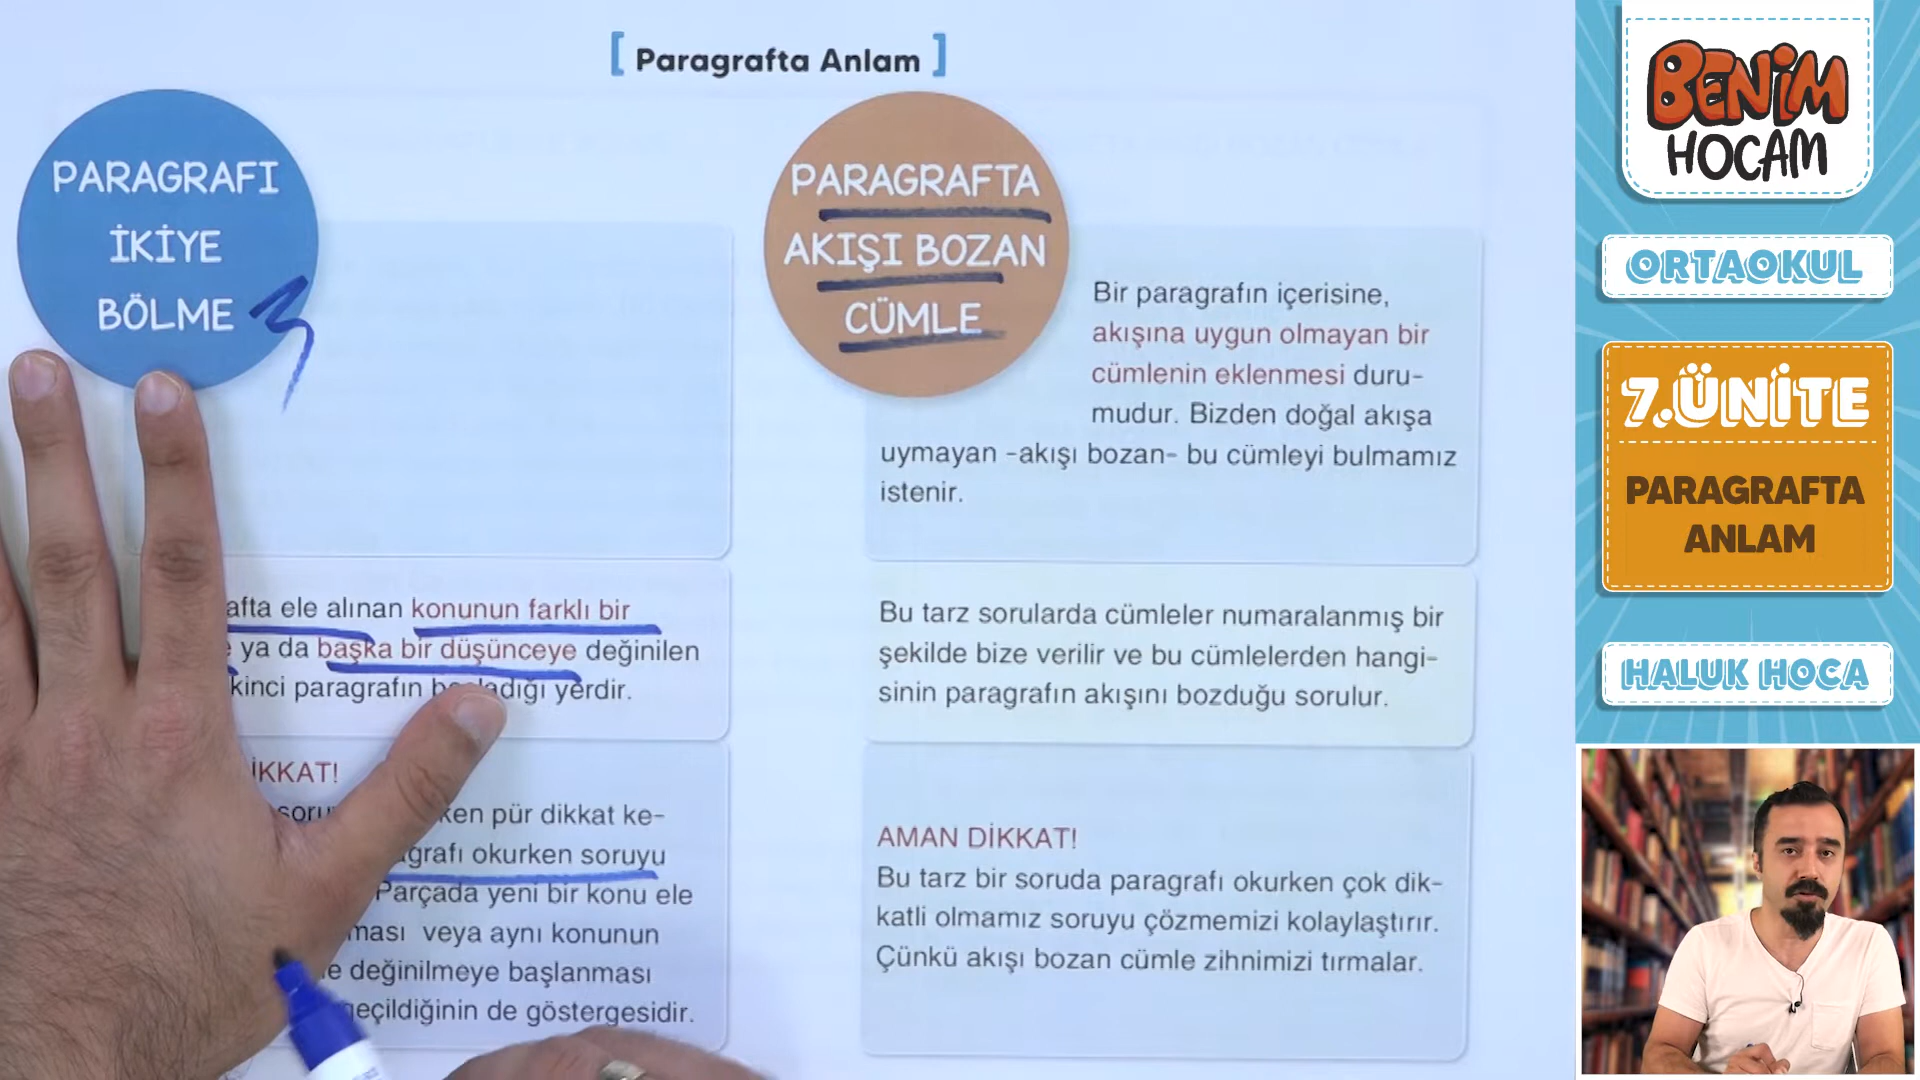 [ Paragrafta Anlam ]
PARAGRAFI
İKİYE
BÖLME
afta ele alınan konunun farklı bir
ya da başka bir düşünceye değinilen
kinci paragrafın yerdir.
İKKAT!
ken pür dikkat ke-
grafı okurken soruyu
Parçada yeni bir konu ele
ması veya aynı konunun
e değinilmeye başlanması
geçildiğinin de göstergesidir.
PARAGRAFTA
AKIŞI BOZAN
CÜMLE
Bir paragrafın içerisine,
akışına uygun olmayan bir
cümlenin eklenmesi duru-
mudur. Bizden doğal akışa
uymayan -akışı bozan- bu cümleyi bulmamız
istenir.
Bu tarz sorularda cümleler numaralanmış bir
şekilde bize verilir ve bu cümlelerden hangi-
sinin paragrafın akışını bozduğu sorulur.
AMAN DİKKAT!
Bu tarz bir soruda paragrafı okurken çok dik-
katli olmamız soruyu çözmemizi kolaylaştırır.
Çünkü akışı bozan cümle zihnimizi tırmalar.
BENİM
HOCAM
ORTAOKUL
7.ÜNİTE
PARAGRAFTA
ANLAM
HALUK HOCA